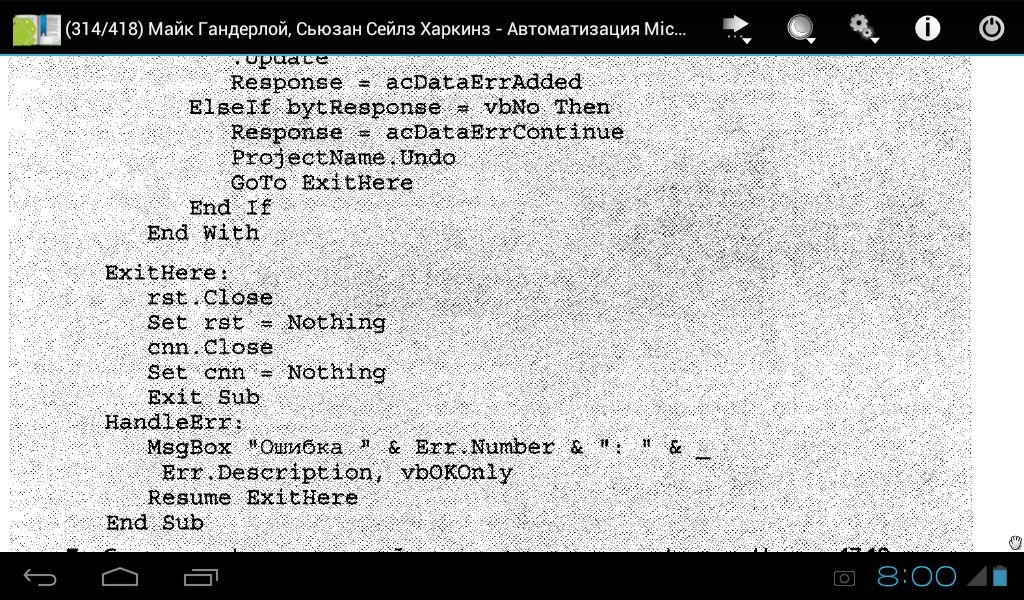 (314/418) Майк Гандерлой, Сьюзан Сейлз Харкинз - Автоматизация Mic...
.Update
Response = acDataErrAdded
ElseIf bytResponse = vbNo Then
Response = acDataErrContinue
ProjectName.Undo
GoTo ExitHere
End If
End With
ExitHere:
rst.Close
Set rst = Nothing
cnn.Close
Set cnn = Nothing
Exit Sub
HandleErr:
MsgBox "Ошибка " & Err.Number & ": " & _
Err.Description, vbOKOnly
Resume ExitHere
End Sub
8:00